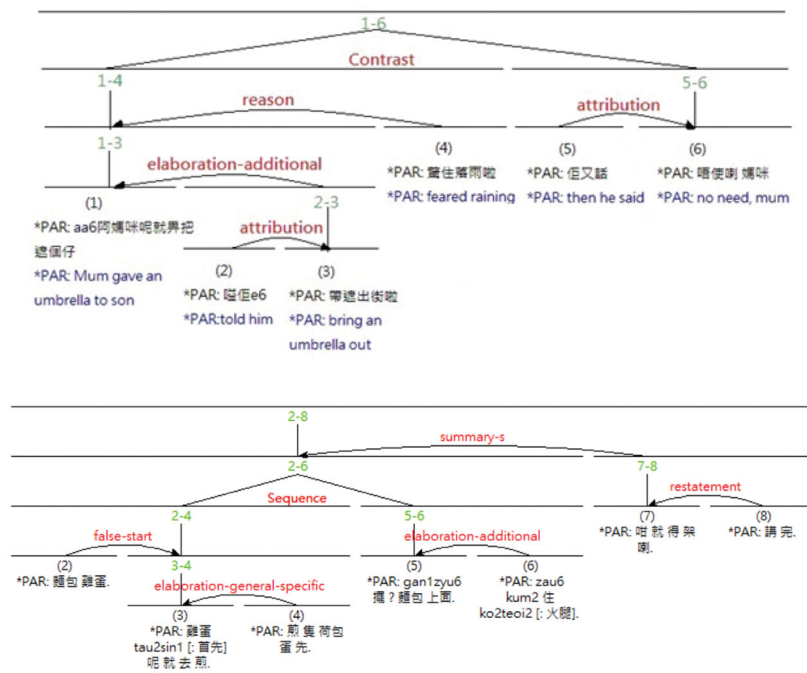 1-6
Contrast
1-4
5-6
reason
attribution
1-3
(4)
(5)
(6)
elaboration-additional
*PAR: 驚住落雨啦
*PAR: 佢又話
*PAR: 唔使喇 媽咪
*PAR: feared raining
*PAR: then he said
*PAR: no need, mum
(1)
2-3
*PAR: aa6阿媽咪呢就畀把
遮個仔
*PAR: Mum gave an
umbrella to son
attribution
(2)
(3)
*PAR: 嗌佢e6
*PAR: 帶遮出街啦
*PAR:told him
*PAR: bring an
umbrella out
2-8
summary-s
2-6
7-8
Sequence
restatement
2-4
5-6
(7)
(8)
false-start
elaboration-additional
*PAR: 咁 就 得 架
喇.
*PAR: 講 完.
(2)
3-4
(5)
(6)
*PAR: 麵包 雞蛋.
elaboration-general-specific
*PAR: gan1zyu6
擺 ? 麵包 上面.
*PAR: zau6
kum2 住
ko2teoi2 [: 火腿].
(3)
(4)
*PAR: 雞蛋
tau2sin1 [: 首先]
呢 就 去 煎.
*PAR: 煎 隻 荷包
蛋 先.